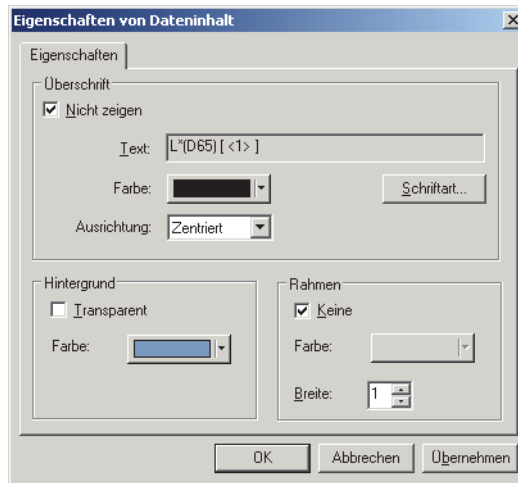 Eigenschaften von Dateninhalt
Eigenschaften
Überschrift
Nicht zeigen
Text: L*(D65) [ <1> ]
Farbe: Schriftart...
Ausrichtung: Zentriert
Hintergrund
Transparent
Farbe:
Rahmen
Keine
Farbe:
Breite: 1
OK Abbrechen Übernehmen